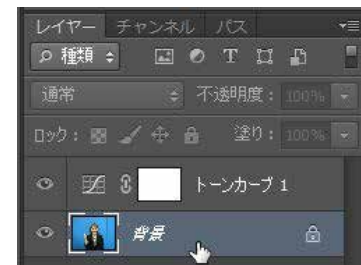 レイヤー チャンネル パス
種類 T
通常 不透明度: 100%
ロック: 塗り: 100%
トーンカーブ 1
背景